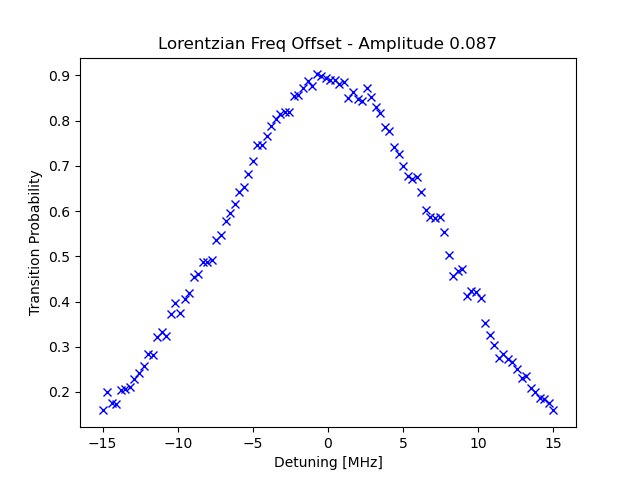 Lorentzian Freq Offset - Amplitude 0.087
0.9
0.8
0.7
0.6
0.5
0.4
0.3
0.2
Transition Probability
−15 −10 −5 0 5 10 15
Detuning [MHz]